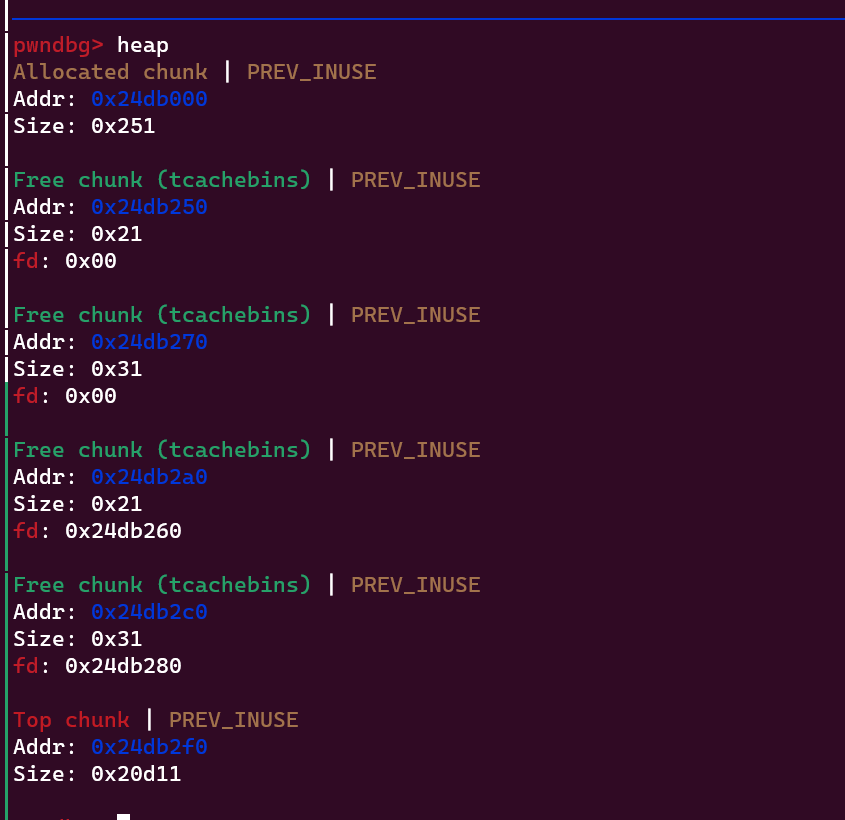 pwndbg> heap
Allocated chunk | PREV_INUSE
Addr: 0x24db000
Size: 0x251
Free chunk (tcachebins) | PREV_INUSE
Addr: 0x24db250
Size: 0x21
fd: 0x00
Free chunk (tcachebins) | PREV_INUSE
Addr: 0x24db270
Size: 0x31
fd: 0x00
Free chunk (tcachebins) | PREV_INUSE
Addr: 0x24db2a0
Size: 0x21
fd: 0x24db260
Free chunk (tcachebins) | PREV_INUSE
Addr: 0x24db2c0
Size: 0x31
fd: 0x24db280
Top chunk | PREV_INUSE
Addr: 0x24db2f0
Size: 0x20d11